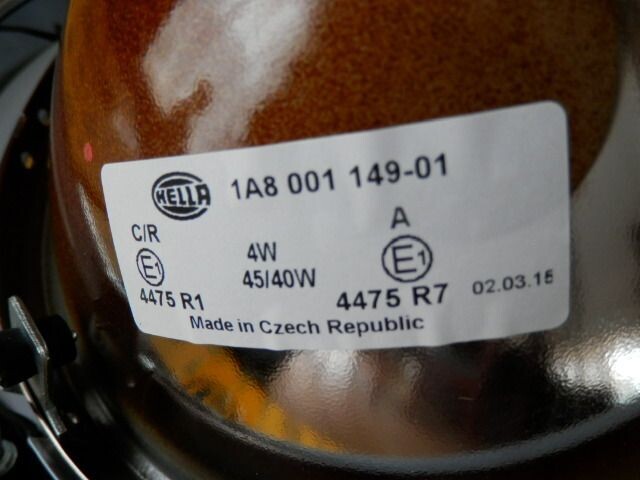 HELLA 1A8 001 149-01
C/R A
E1 4W E1
45/40W
4475 R1 4475 R7 02.03.15
Made in Czech Republic